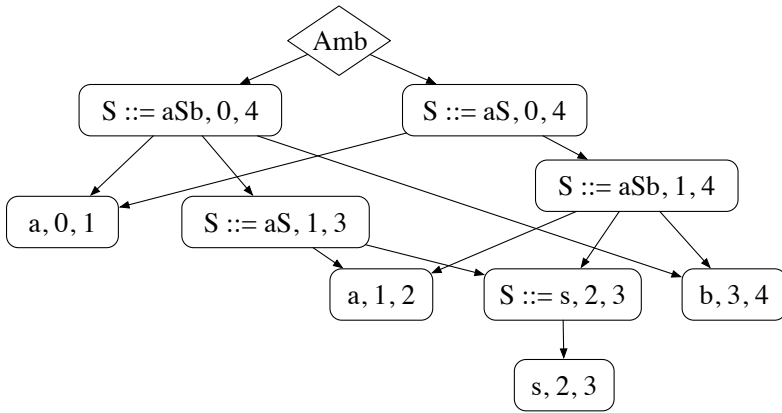 Amb
S ::= aSb, 0, 4
S ::= aS, 0, 4
S ::= aSb, 1, 4
a, 0, 1
S ::= aS, 1, 3
a, 1, 2
S ::= s, 2, 3
b, 3, 4
s, 2, 3